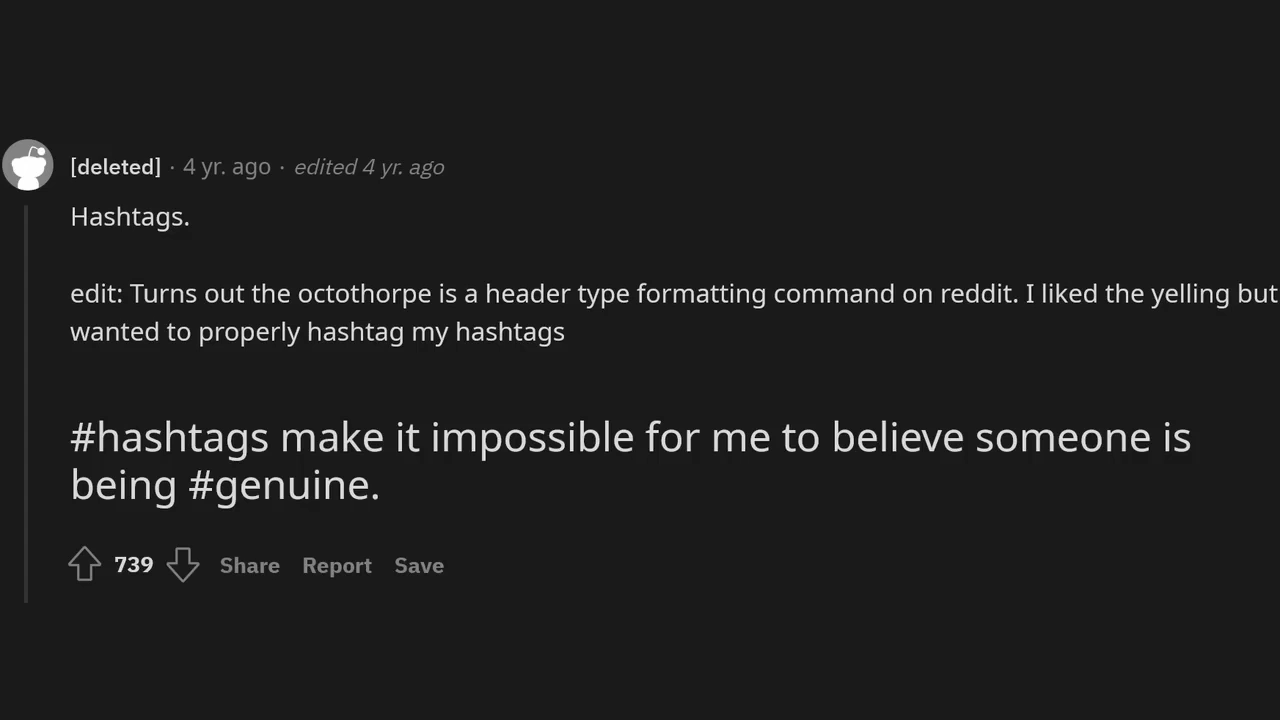 [deleted] · 4 yr. ago · edited 4 yr. ago
Hashtags.
edit: Turns out the octothorpe is a header type formatting command on reddit. I liked the yelling but
wanted to properly hashtag my hashtags
#hashtags make it impossible for me to believe someone is
being #genuine.
739 Share Report Save